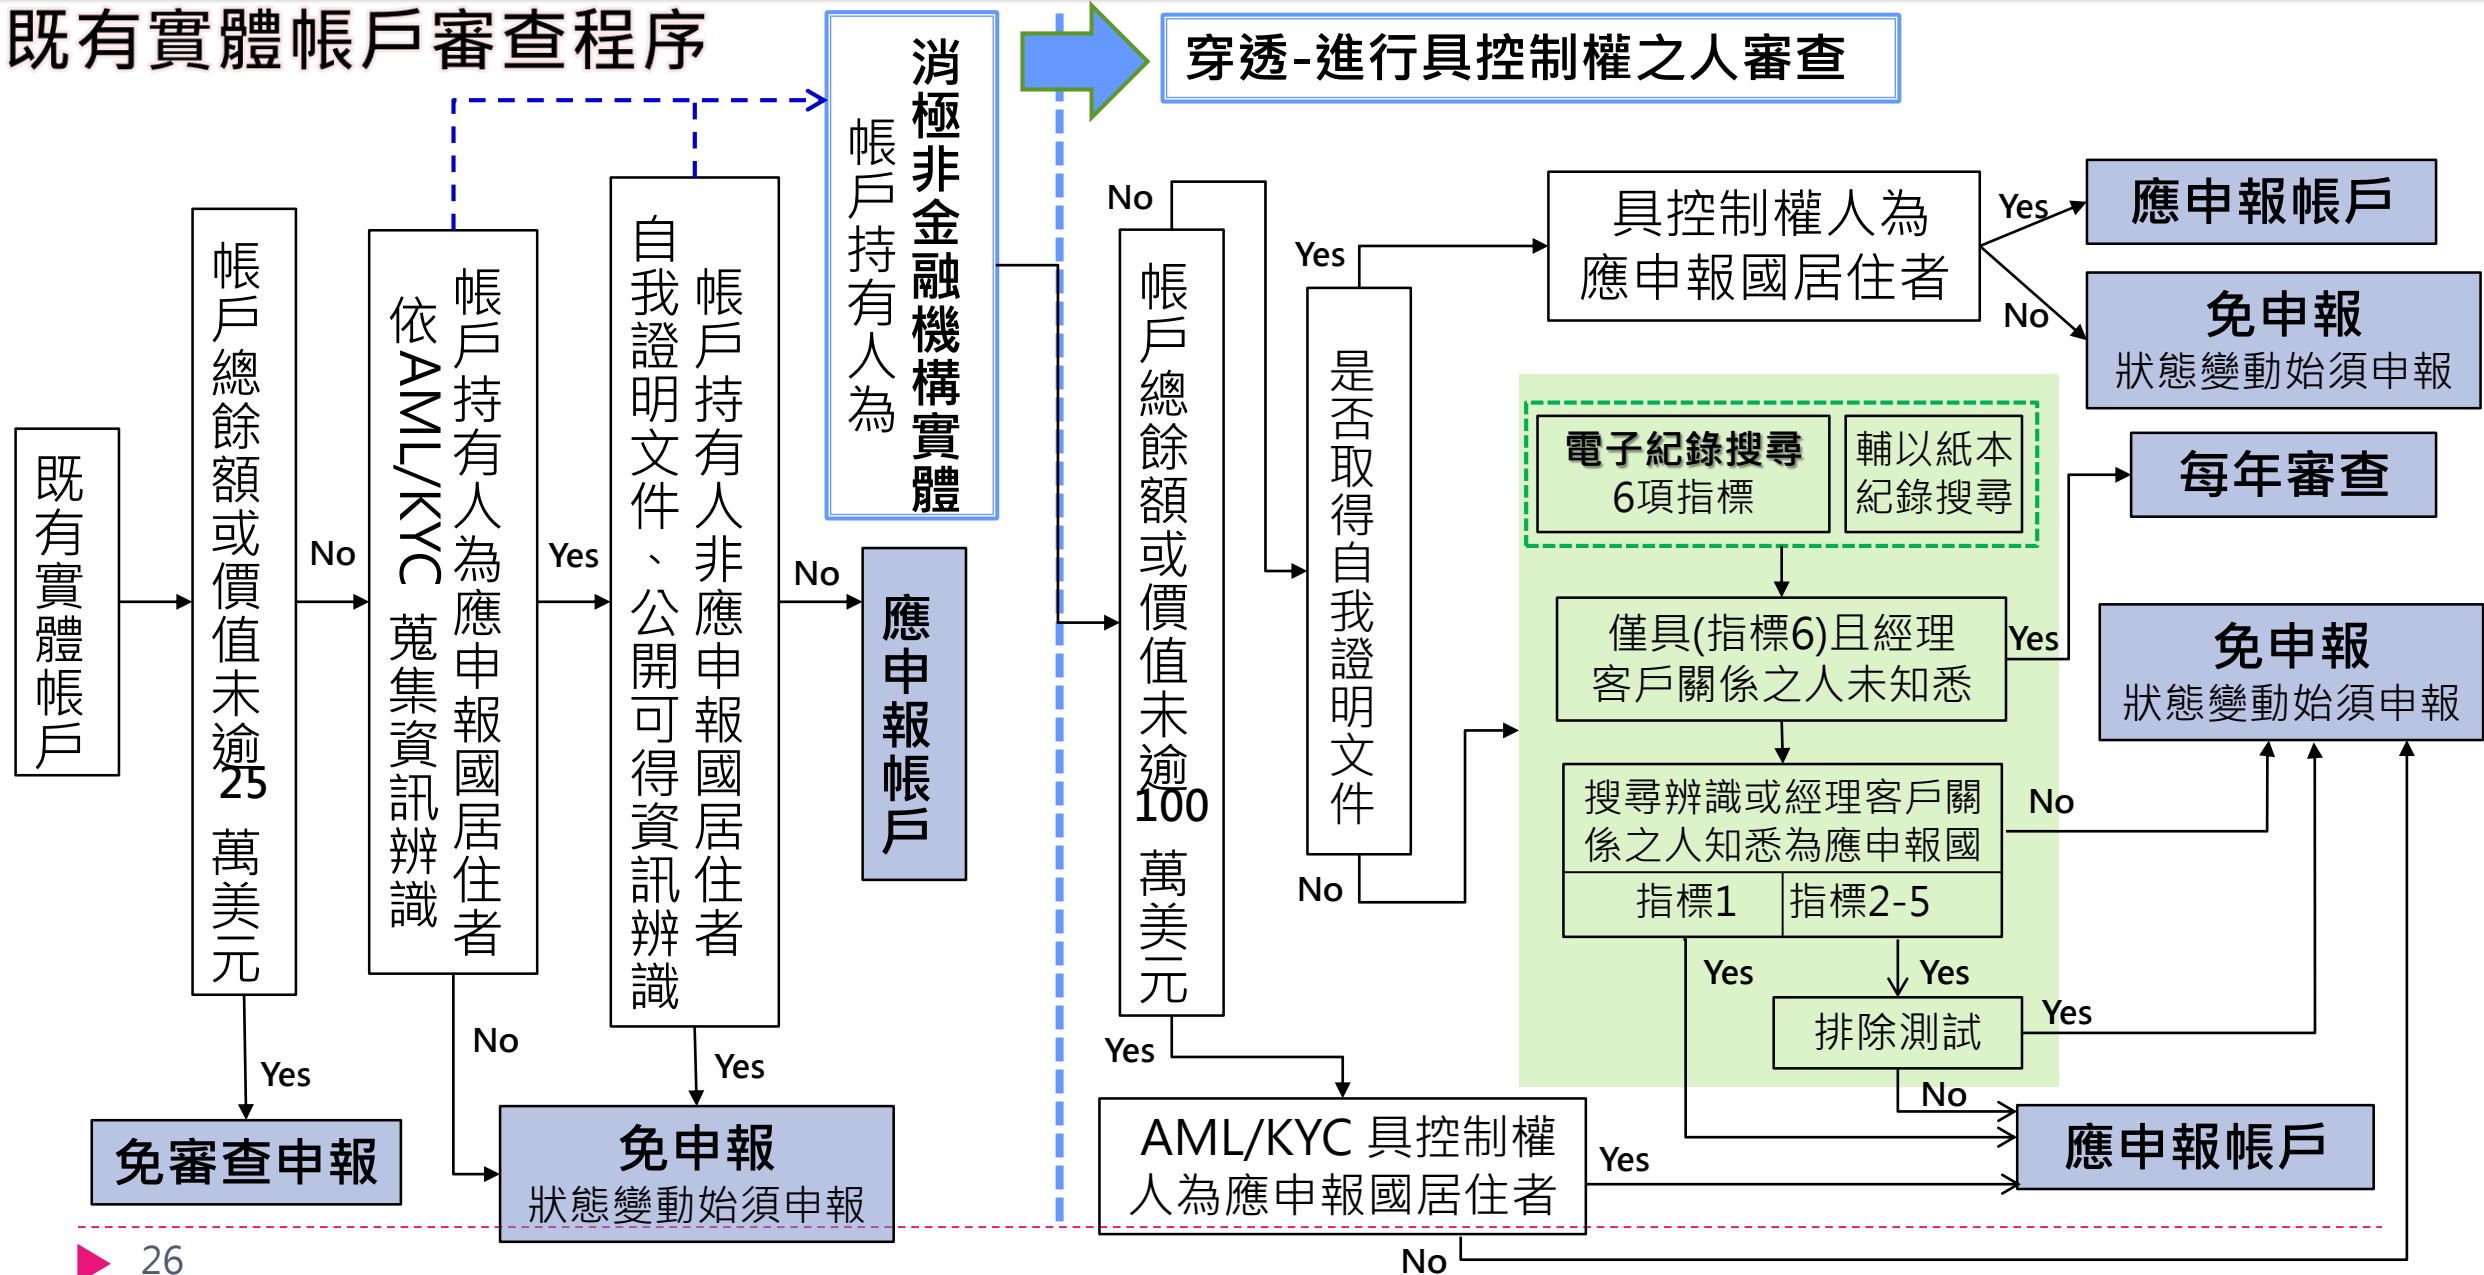 既有實體帳戶審查程序
既有實體帳戶
帳戶總餘額或價值未逾25萬美元
Yes
免審查申報
No
帳戶持有人為應申報國居住者
依AML/KYC蒐集資訊辨識
No
Yes
帳戶持有人非應申報國居住者
自我證明文件、公開可得資訊辨識
Yes
免申報
狀態變動始須申報
No
應申報帳戶
消極非金融機構實體
帳戶持有人為
穿透-進行具控制權之人審查
No
帳戶總餘額或價值未逾100萬美元
Yes
AML/KYC 具控制權
人為應申報國居住者
Yes
No
Yes
是否取得自我證明文件
No
具控制權人為
應申報國居住者
Yes
應申報帳戶
No
免申報
狀態變動始須申報
電子紀錄搜尋
6項指標
輔以紙本
紀錄搜尋
僅具(指標6)且經理
客戶關係之人未知悉
Yes
每年審查
搜尋辨識或經理客戶關
係之人知悉為應申報國
指標1
指標2-5
No
免申報
狀態變動始須申報
Yes
Yes
排除測試
Yes
No
應申報帳戶
26